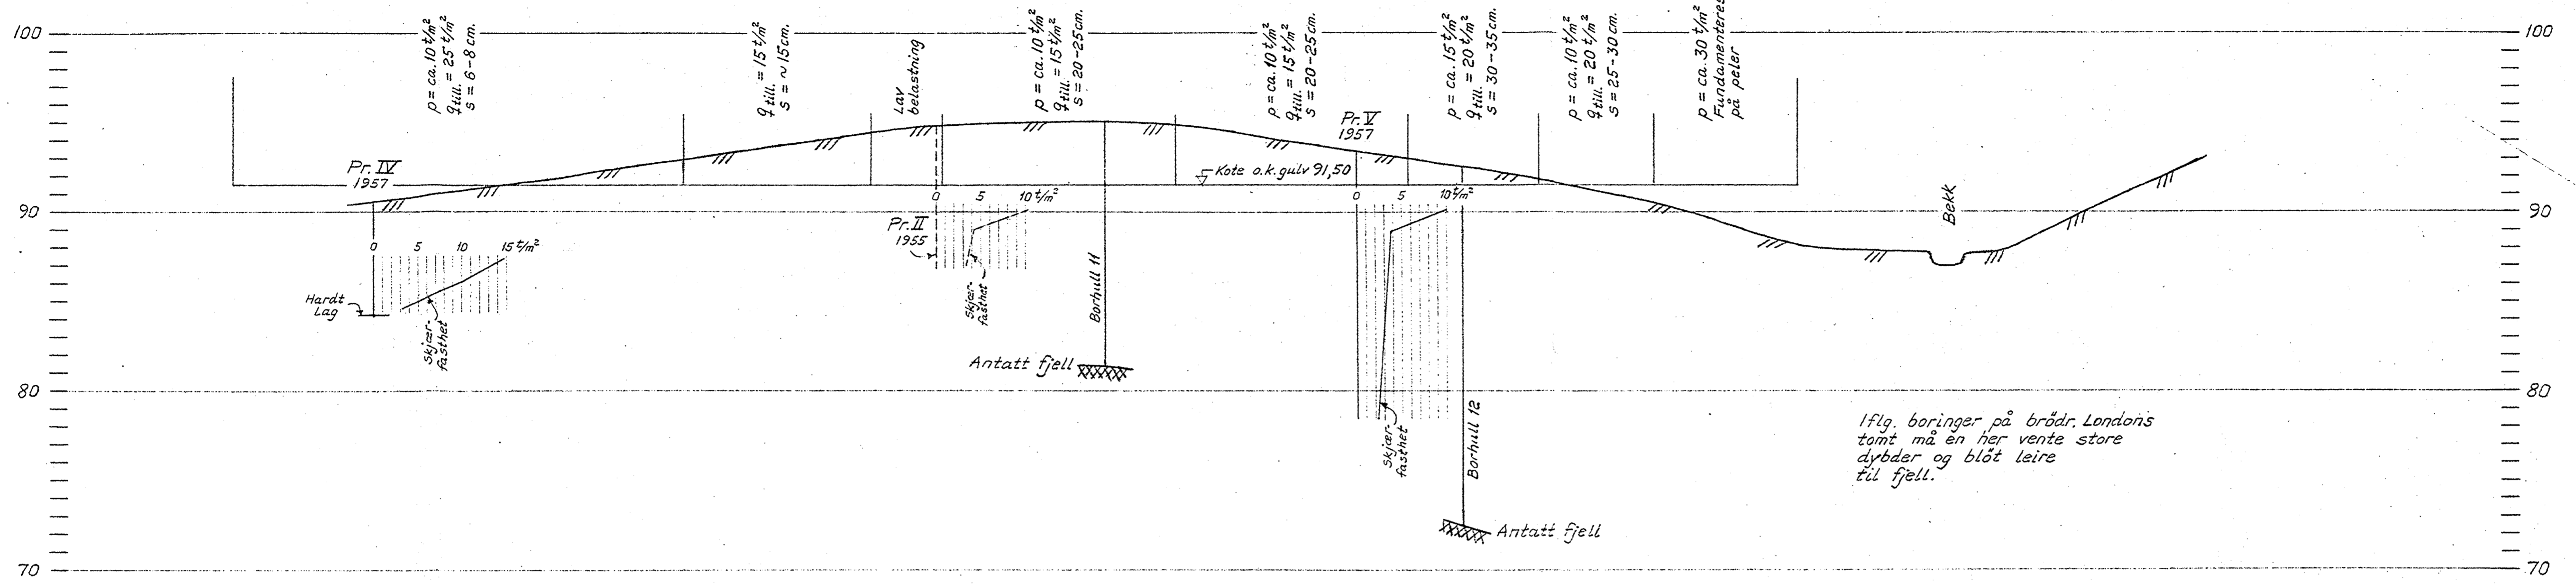 100
90
80
70
p = ca. 10 t/m²
q till. = 25 t/m²
s = 6-8 cm.
q till. = 15 t/m²
s = ~15 cm.
Lav
belastning
p = ca. 10 t/m²
q till. = 15 t/m²
s = 20-25 cm.
p = ca. 10 t/m²
q till. = 15 t/m²
s = 20-25 cm.
p = ca. 15 t/m²
q till. = 20 t/m²
s = 30-35 cm.
p = ca. 10 t/m²
q till. = 20 t/m²
s = 25-30 cm.
p = ca. 30 t/m²
Fundamenteres
på peler
Pr. IV
1957
0 5 10 15 t/m²
Hardt
Lag
Skjær-
fasthet
Pr. II
1955
0 5 10 t/m²
Skjær-
fasthet
Borhull 11
Antatt fjell
Kote o.k. gulv 91,50
Pr. V
1957
0 5 10 t/m²
Skjær-
fasthet
Borhull 12
Antatt fjell
Bekk
Iflg. boringer på brödr. Londons
tomt må en her vente store
dybder og blöt leire
til fjell.
100
90
80
70